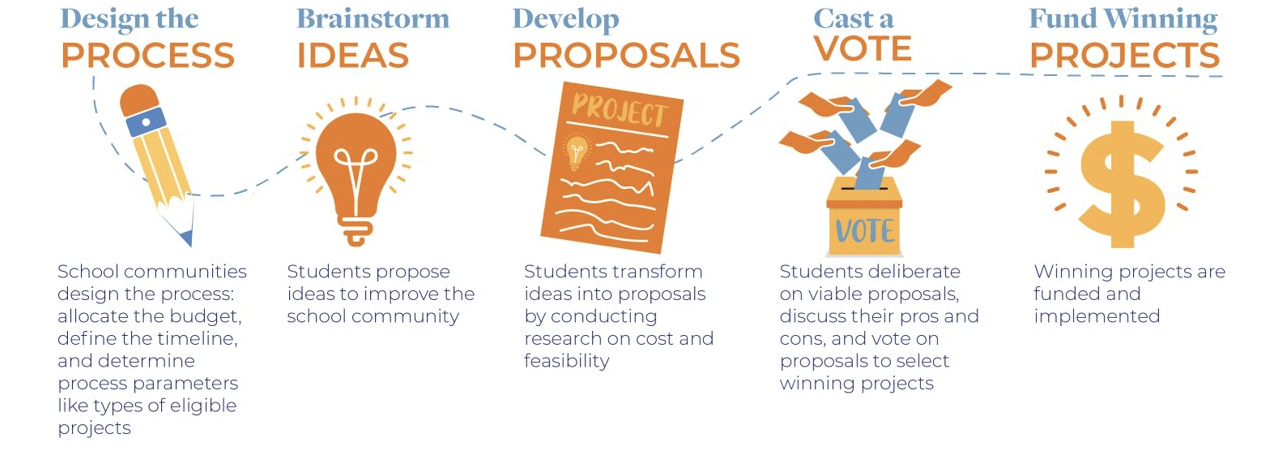 Design the
PROCESS
School communities
design the process:
allocate the budget,
define the timeline,
and determine
process parameters
like types of eligible
projects
Brainstorm
IDEAS
Students propose
ideas to improve the
school community
Develop
PROPOSALS
PROJECT
Students transform
ideas into proposals
by conducting
research on cost and
feasibility
Cast a
VOTE
VOTE
Students deliberate
on viable proposals,
discuss their pros and
cons, and vote on
proposals to select
winning projects
Fund Winning
PROJECTS
$
Winning projects are
funded and
implemented